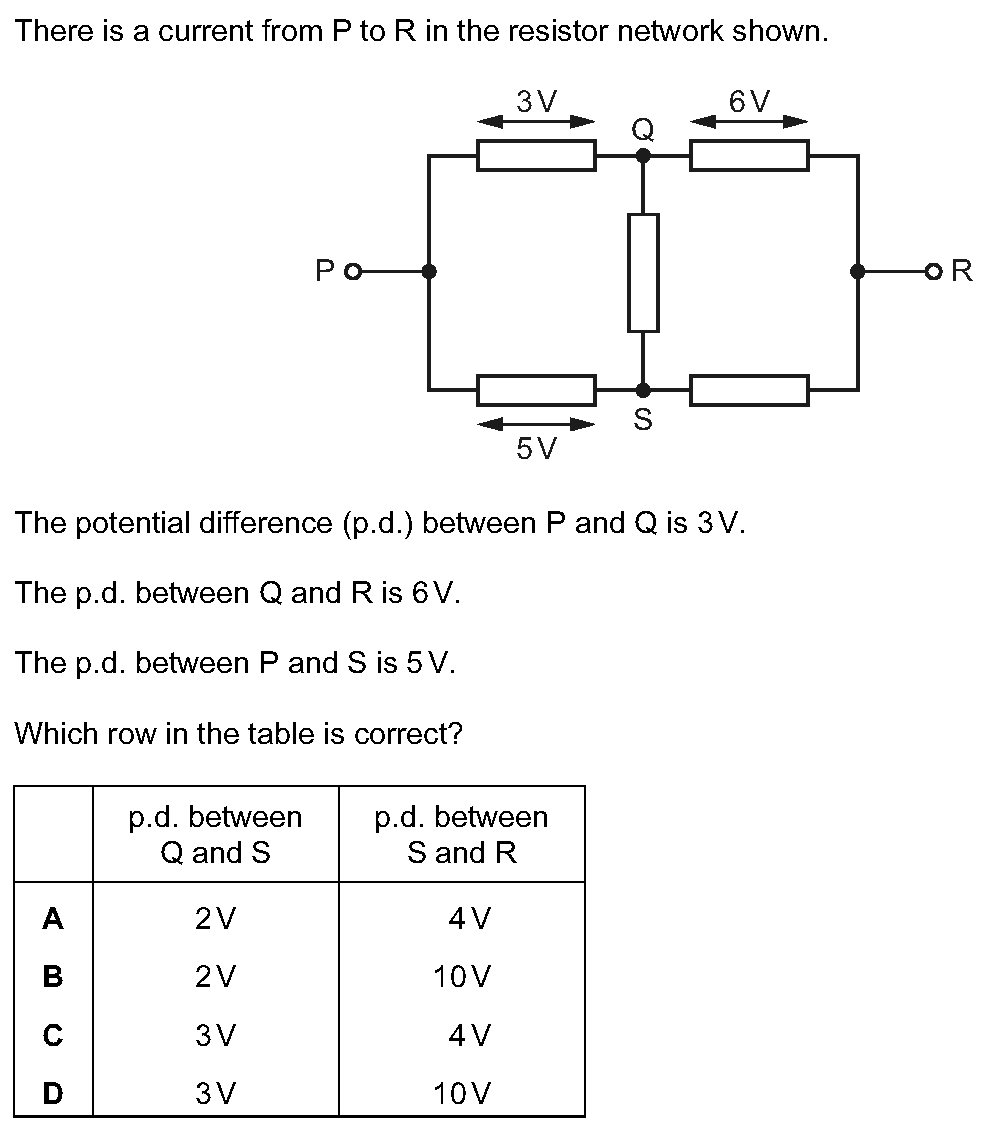 There is a current from P to R in the resistor network shown.
3 V
6 V
Q
P
R
S
5 V
The potential difference (p.d.) between P and Q is 3 V.
The p.d. between Q and R is 6 V.
The p.d. between P and S is 5 V.
Which row in the table is correct?
p.d. between p.d. between
Q and S S and R
A 2 V 4 V
B 2 V 10 V
C 3 V 4 V
D 3 V 10 V